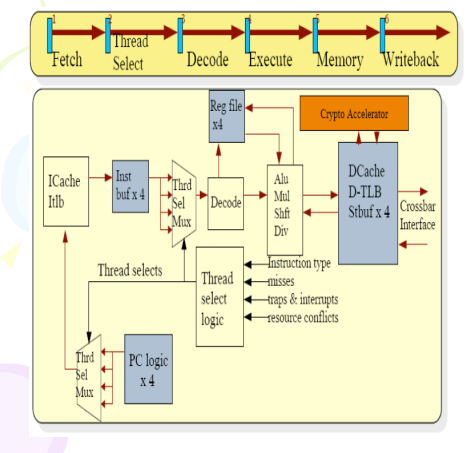 1 2 3 4 5 6
Fetch
Thread
Select
Decode
Execute
Memory
Writeback
Reg file
x4
Crypto Accelerator
ICache
Itlb
Inst
buf x 4
Thrd
Sel
Mux
Decode
Alu
Mul
Shft
Div
DCache
D-TLB
Stbuf x 4
Crossbar
Interface
Thread selects
Thread
select
logic
Instruction type
misses
traps & interrupts
resource conflicts
Thrd
Sel
Mux
PC logic
x 4